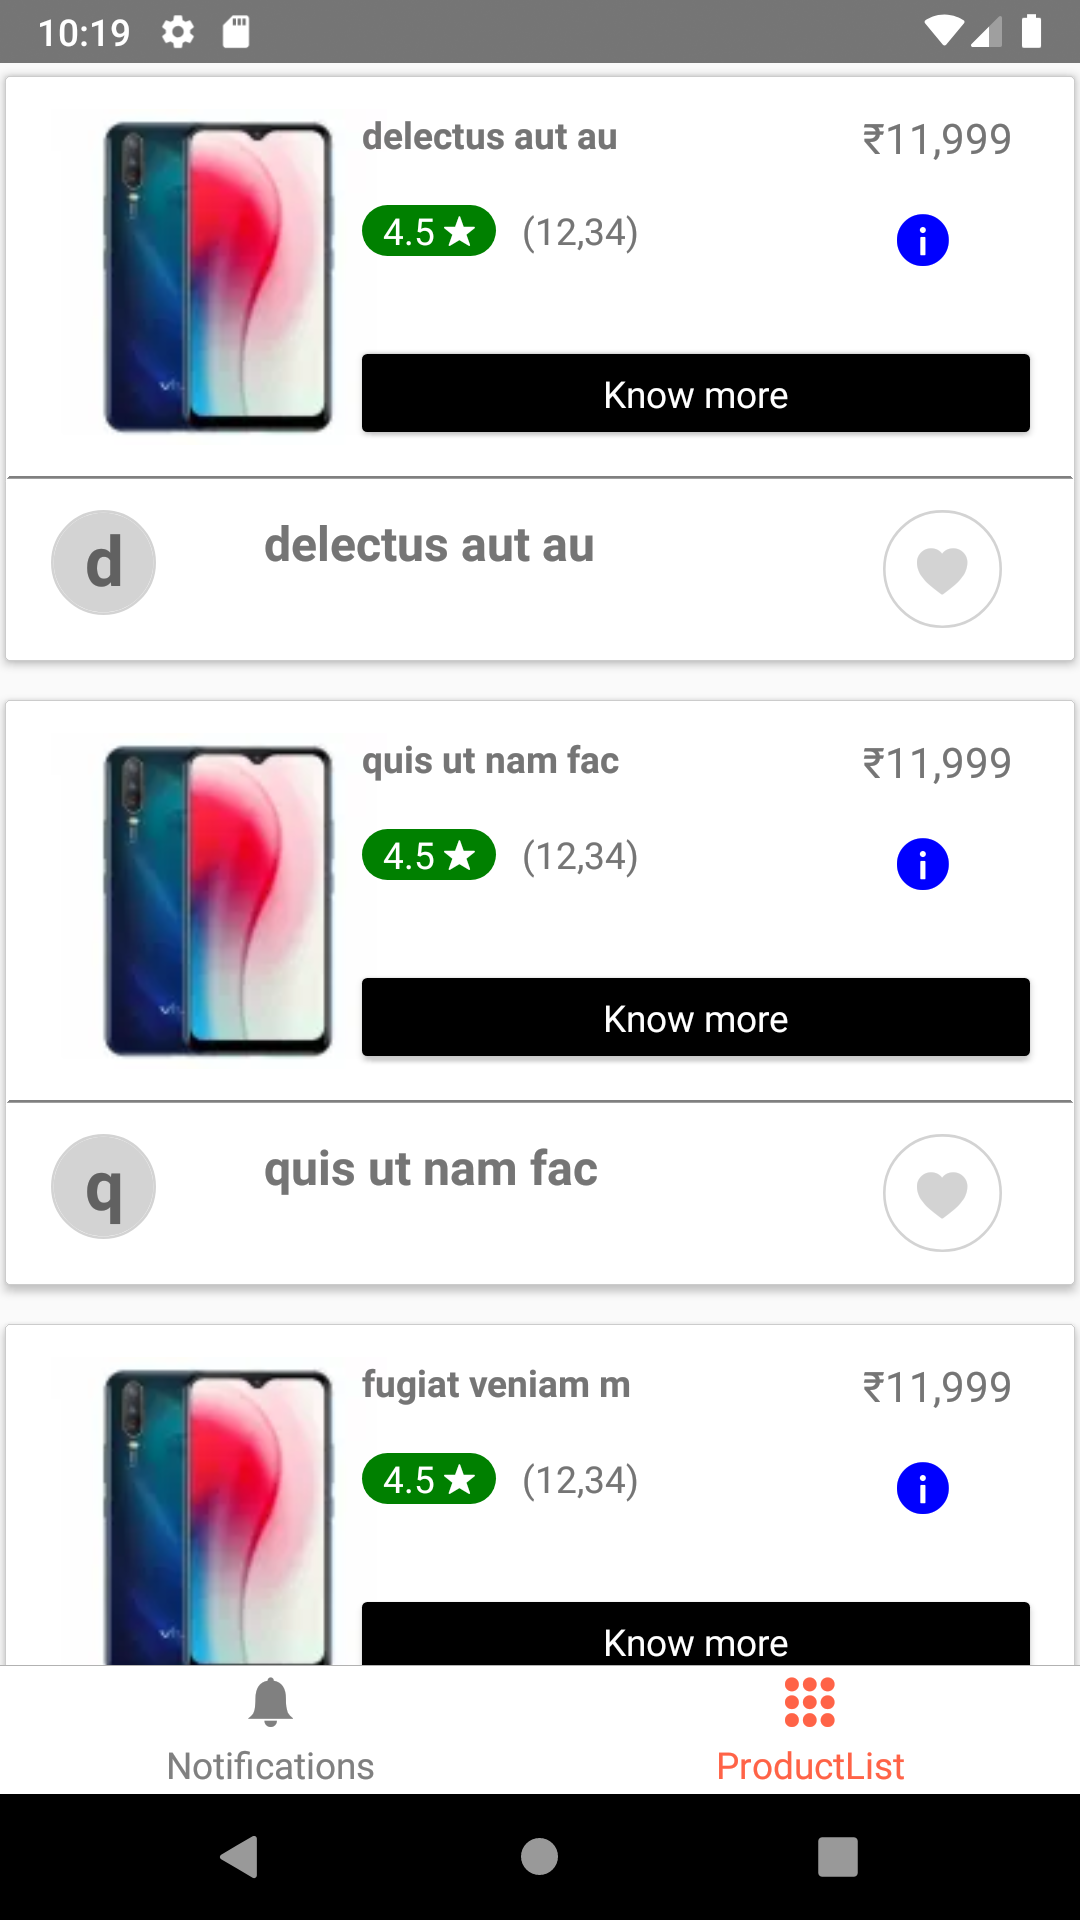 10:19
delectus aut au ₹11,999
4.5 (12,34)
Know more
d delectus aut au
quis ut nam fac ₹11,999
4.5 (12,34)
Know more
q quis ut nam fac
fugiat veniam m ₹11,999
4.5 (12,34)
Know more
Notifications ProductList